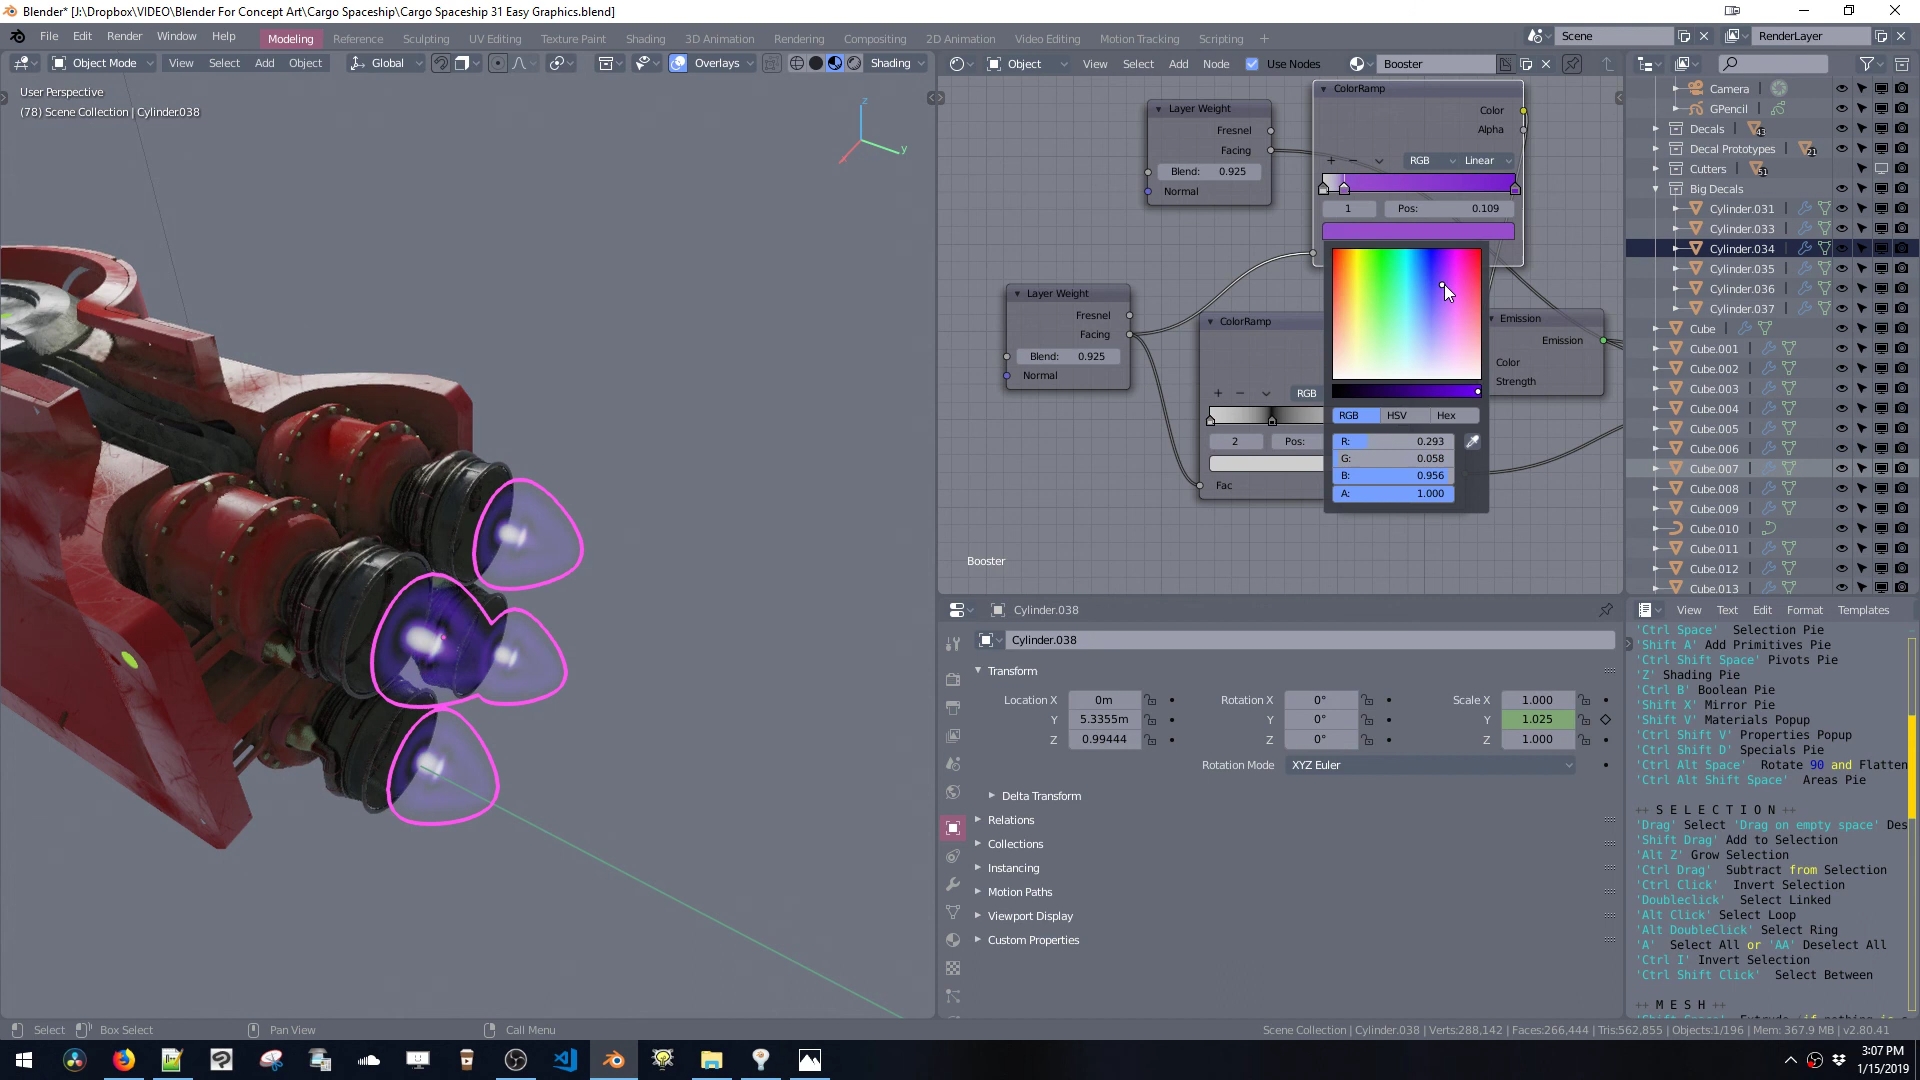 Blender* [J:\Dropbox\VIDEO\Blender For Concept Art\Cargo Spaceship\Cargo Spaceship 31 Easy Graphics.blend]
File Edit Render Window Help Modeling Reference Sculpting UV Editing Texture Paint Shading 3D Animation Rendering Compositing 2D Animation Video Editing Motion Tracking Scripting + Scene RenderLayer
Object Mode View Select Add Object Global Overlays Shading
Object View Select Add Node Use Nodes Booster
User Perspective
(78) Scene Collection | Cylinder.038
z
y
Layer Weight
Fresnel
Facing
Blend: 0.925
Normal
ColorRamp
Color
Alpha
RGB Linear
1 Pos: 0.109
Layer Weight
Fresnel
Facing
Blend: 0.925
Normal
ColorRamp
RGB
2 Pos:
Fac
RGB HSV Hex
R: 0.293
G: 0.058
B: 0.956
A: 1.000
Emission
Emission
Color
Strength
Booster
Camera
GPencil
Decals 43
Decal Prototypes 21
Cutters 51
Big Decals
Cylinder.031
Cylinder.033
Cylinder.034
Cylinder.035
Cylinder.036
Cylinder.037
Cube
Cube.001
Cube.002
Cube.003
Cube.004
Cube.005
Cube.006
Cube.007
Cube.008
Cube.009
Cube.010
Cube.011
Cube.012
Cube.013
Cylinder.038
Cylinder.038
Transform
Location X 0m Rotation X 0° Scale X 1.000
Y 5.3355m Y 0° Y 1.025
Z 0.99444 Z 0° Z 1.000
Rotation Mode XYZ Euler
Delta Transform
Relations
Collections
Instancing
Motion Paths
Viewport Display
Custom Properties
View Text Edit Format Templates
'Ctrl Space' Selection Pie
'Shift A' Add Primitives Pie
'Ctrl Shift Space' Pivots Pie
'Z' Shading Pie
'Ctrl B' Boolean Pie
'Shift X' Mirror Pie
'Shift V' Materials Popup
'Ctrl Shift V' Properties Popup
'Ctrl Shift D' Specials Pie
'Ctrl Alt Space' Rotate 90 and Flatten
'Ctrl Alt Shift Space' Areas Pie
++ S E L E C T I O N ++
'Drag' Select 'Drag on empty space' Des
'Shift Drag' Add to Selection
'Alt Z' Grow Selection
'Ctrl Drag' Subtract from Selection
'Ctrl Click' Invert Selection
'Doubleclick' Select Linked
'Alt Click' Select Loop
'Alt DoubleClick' Select Ring
'A' Select All or 'AA' Deselect All
'Ctrl I' Invert Selection
'Ctrl Shift Click' Select Between
++ M E S H ++
Select Box Select Pan View Call Menu
Scene Collection | Cylinder.038 | Verts:288,142 | Faces:266,444 | Tris:562,855 | Objects:1/196 | Mem: 367.9 MB | v2.80.41
3:07 PM
1/15/2019